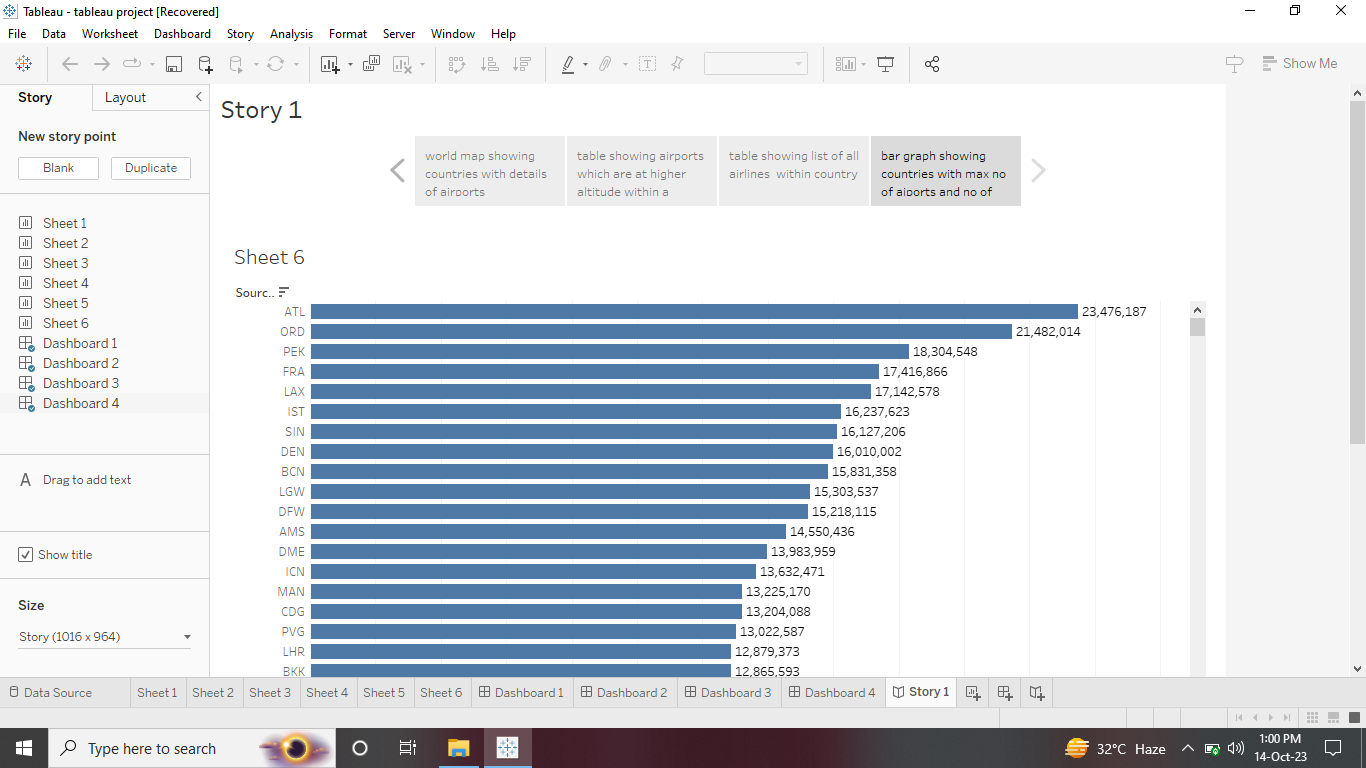 Tableau - tableau project [Recovered]
File Data Worksheet Dashboard Story Analysis Format Server Window Help
Show Me
Story Layout
New story point
Blank Duplicate
Sheet 1
Sheet 2
Sheet 3
Sheet 4
Sheet 5
Sheet 6
Dashboard 1
Dashboard 2
Dashboard 3
Dashboard 4
A Drag to add text
Show title
Size
Story (1016 x 964)
Story 1
world map showing
countries with details
of airports
table showing airports
which are at higher
altitude within a
table showing list of all
airlines within country
bar graph showing
countries with max no
of aiports and no of
Sheet 6
Sourc..
ATL 23,476,187
ORD 21,482,014
PEK 18,304,548
FRA 17,416,866
LAX 17,142,578
IST 16,237,623
SIN 16,127,206
DEN 16,010,002
BCN 15,831,358
LGW 15,303,537
DFW 15,218,115
AMS 14,550,436
DME 13,983,959
ICN 13,632,471
MAN 13,225,170
CDG 13,204,088
PVG 13,022,587
LHR 12,879,373
BKK 12,865,593
Data Source Sheet 1 Sheet 2 Sheet 3 Sheet 4 Sheet 5 Sheet 6 Dashboard 1 Dashboard 2 Dashboard 3 Dashboard 4 Story 1
Type here to search
32°C Haze
1:00 PM
14-Oct-23